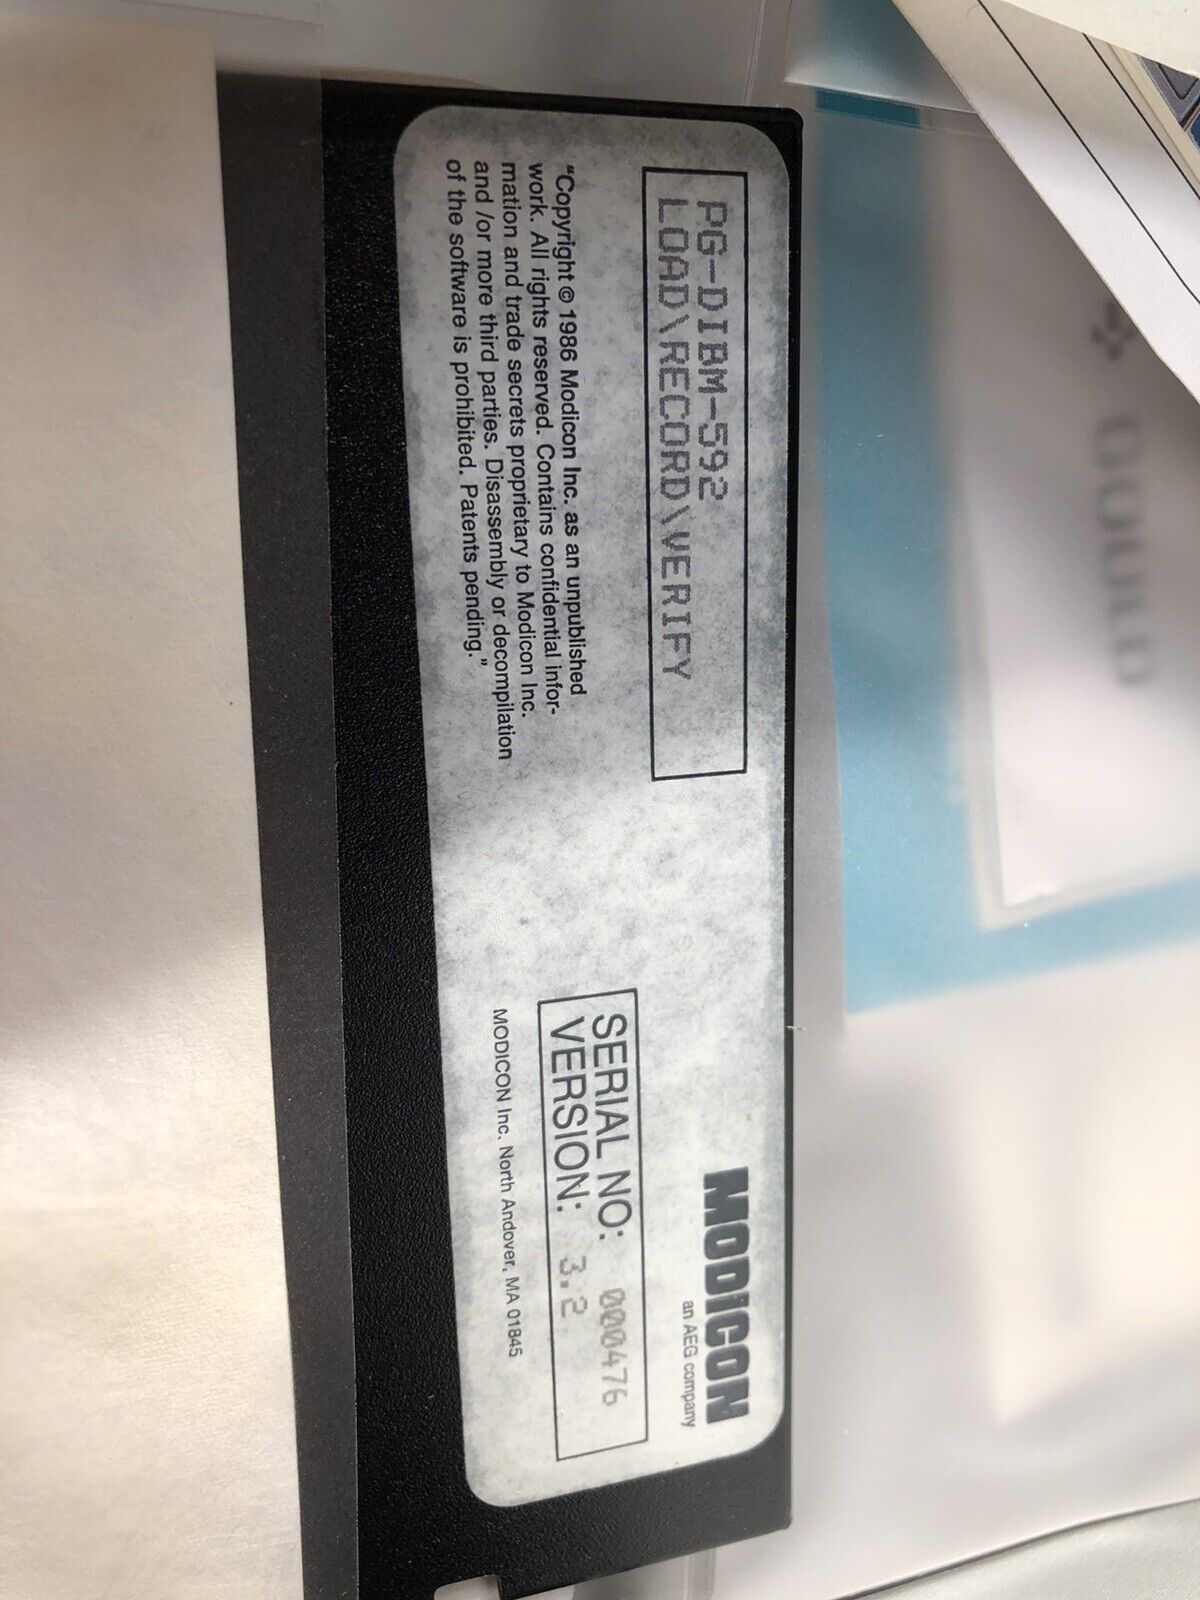 PG-DIBM-592
LOAD\RECORD\VERIFY
"Copyright © 1986 Modicon Inc. as an unpublished
work. All rights reserved. Contains confidential infor-
mation and trade secrets proprietary to Modicon Inc.
and /or more third parties. Disassembly or decompilation
of the software is prohibited. Patents pending."
MODICON
an AEG company
SERIAL NO: 000476
VERSION: 3.2
MODICON Inc. North Andover, MA 01845
GOULD